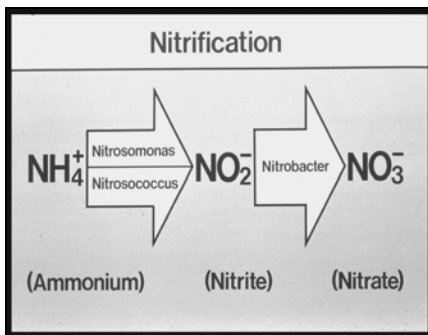 Nitrification
NH₄⁺ Nitrosomonas Nitrosococcus NO₂⁻ Nitrobacter NO₃⁻
(Ammonium) (Nitrite) (Nitrate)